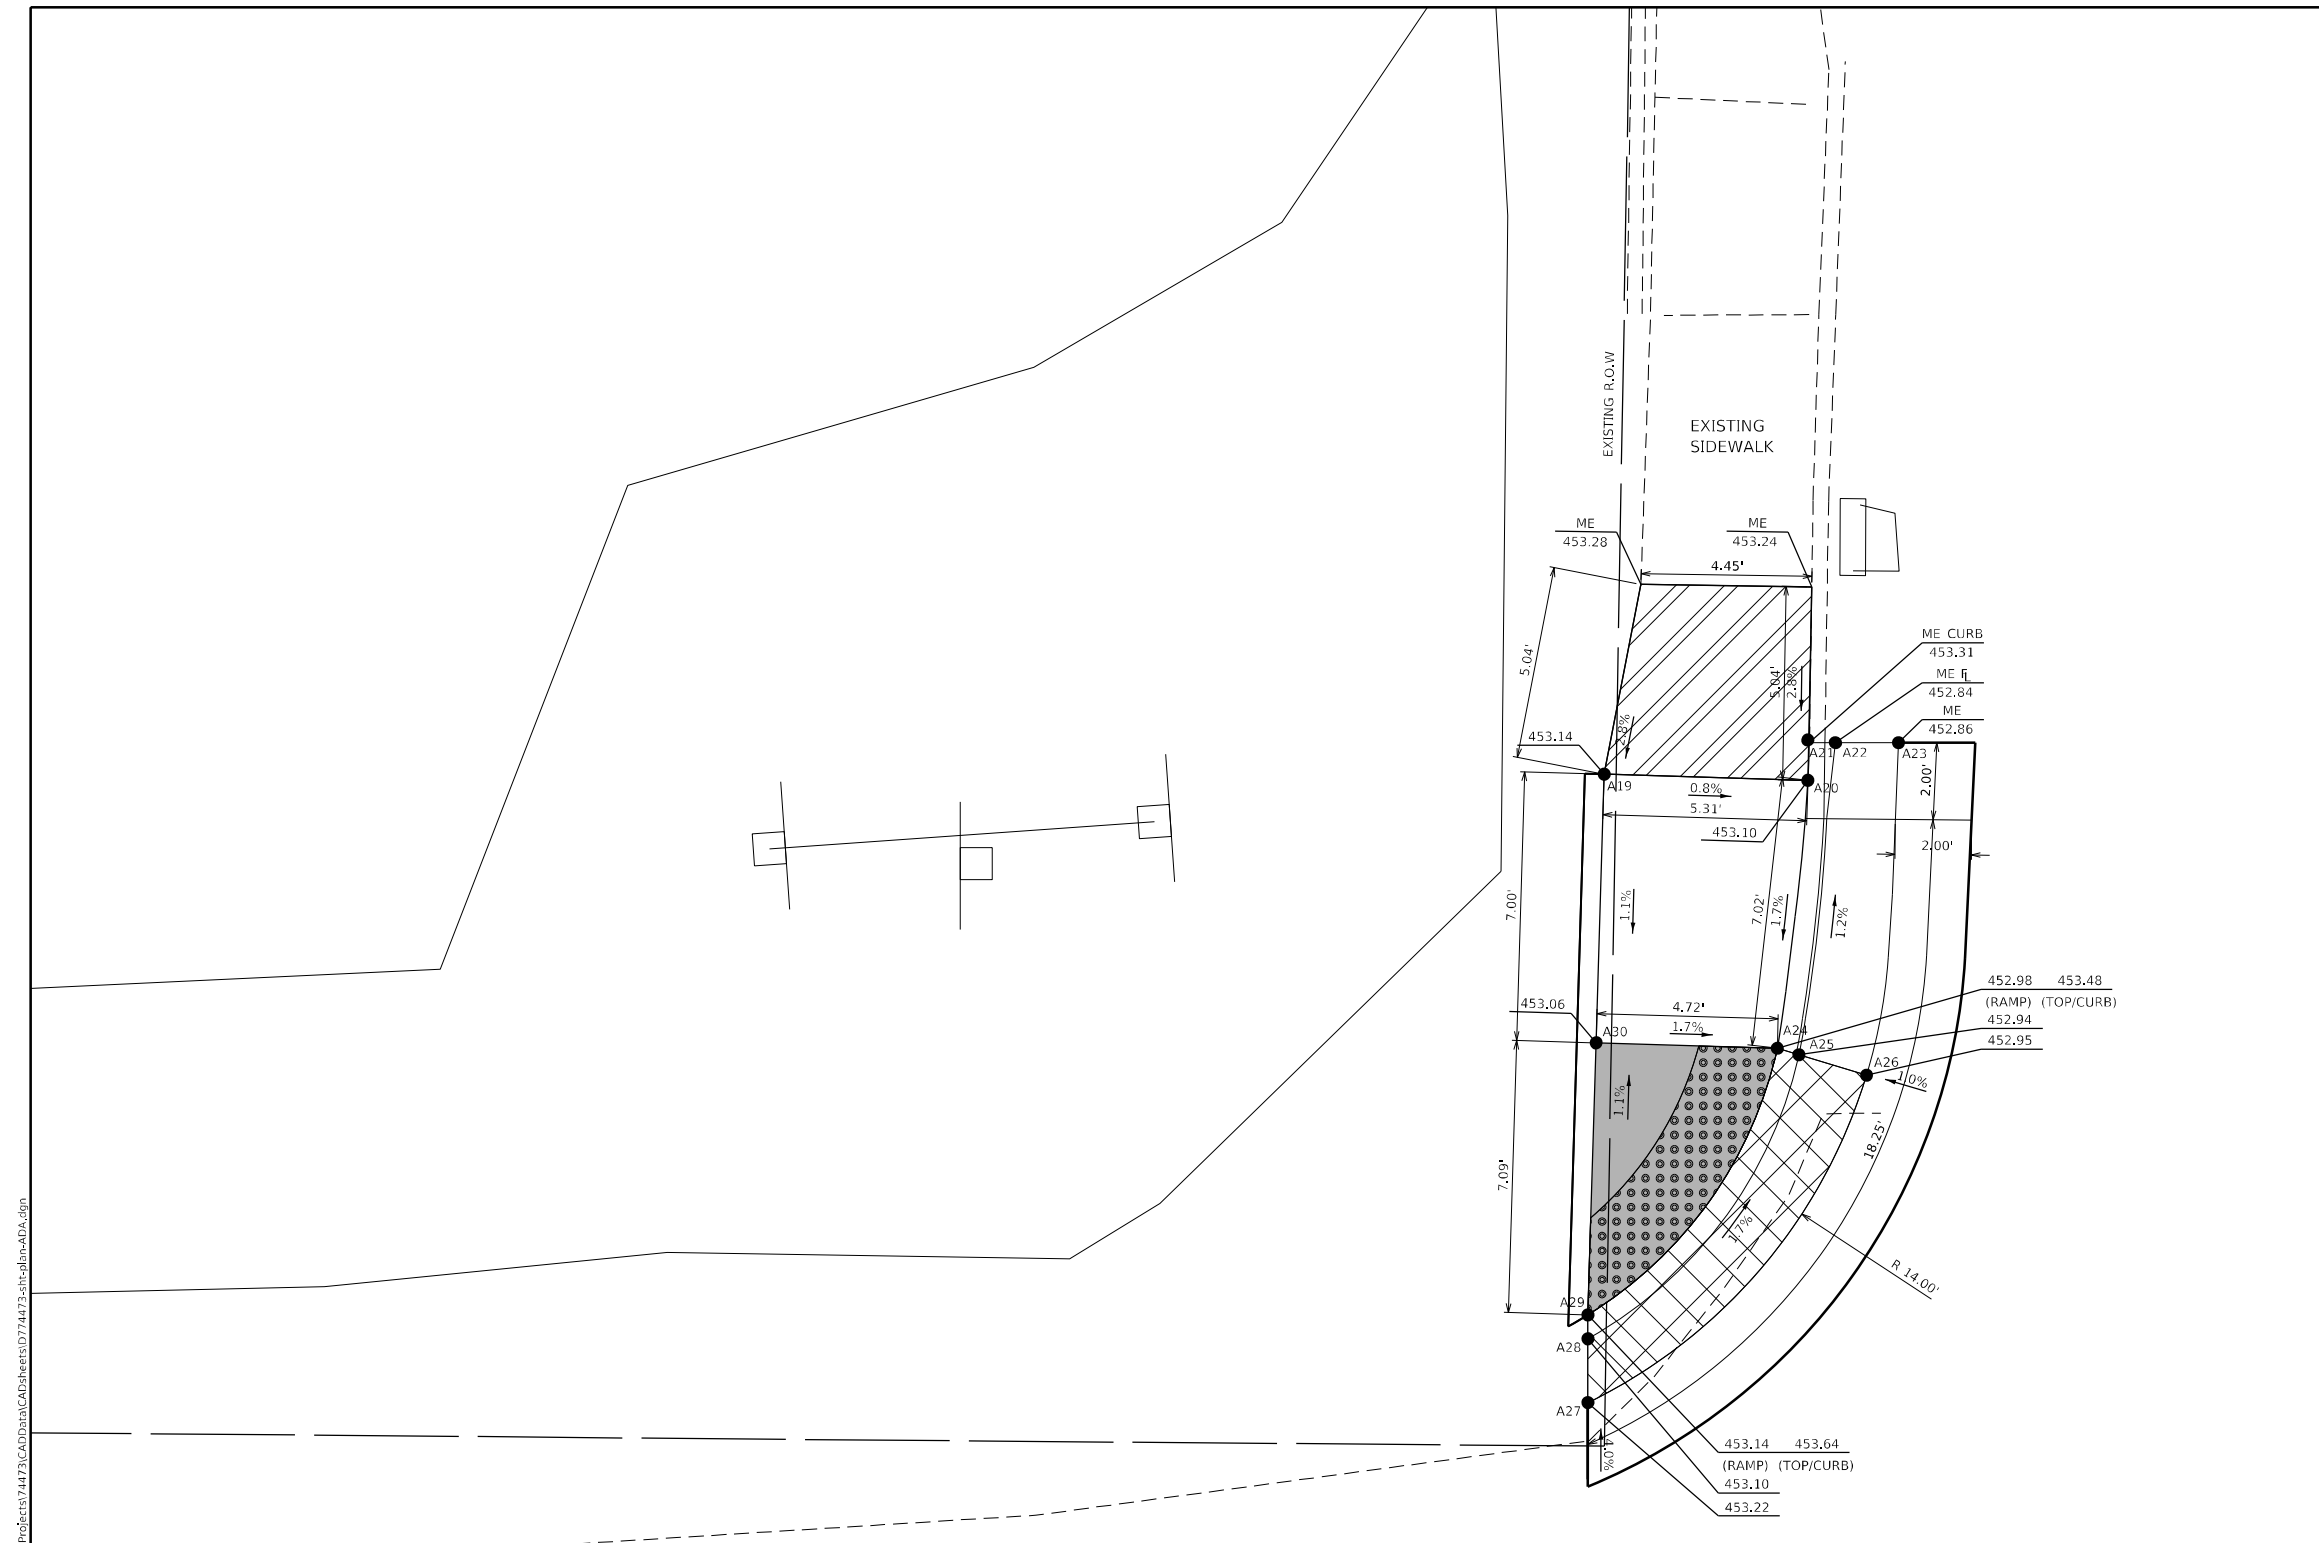 EXISTING R.O.W
EXISTING
SIDEWALK
ME
453.28
ME
453.24
4.45'
5.04'
5.04'
2.8%
2.8%
ME CURB
453.31
ME FL
452.84
ME
452.86
453.14
A19
A20
A21
A22
A23
0.8%
5.31'
453.10
2.00'
2.00'
7.00'
1.1%
7.02'
1.7%
1.2%
453.06
4.72'
1.7%
A30
A24
A25
A26
452.98 453.48
(RAMP) (TOP/CURB)
452.94
452.95
1.0%
1.1%
7.09'
18.25'
1.7%
R 14.00'
A29
A28
A27
4.0%
453.14 453.64
(RAMP) (TOP/CURB)
453.10
453.22
Projects\74473\CADData\CADsheets\D774473-sht-plan-ADA.dgn